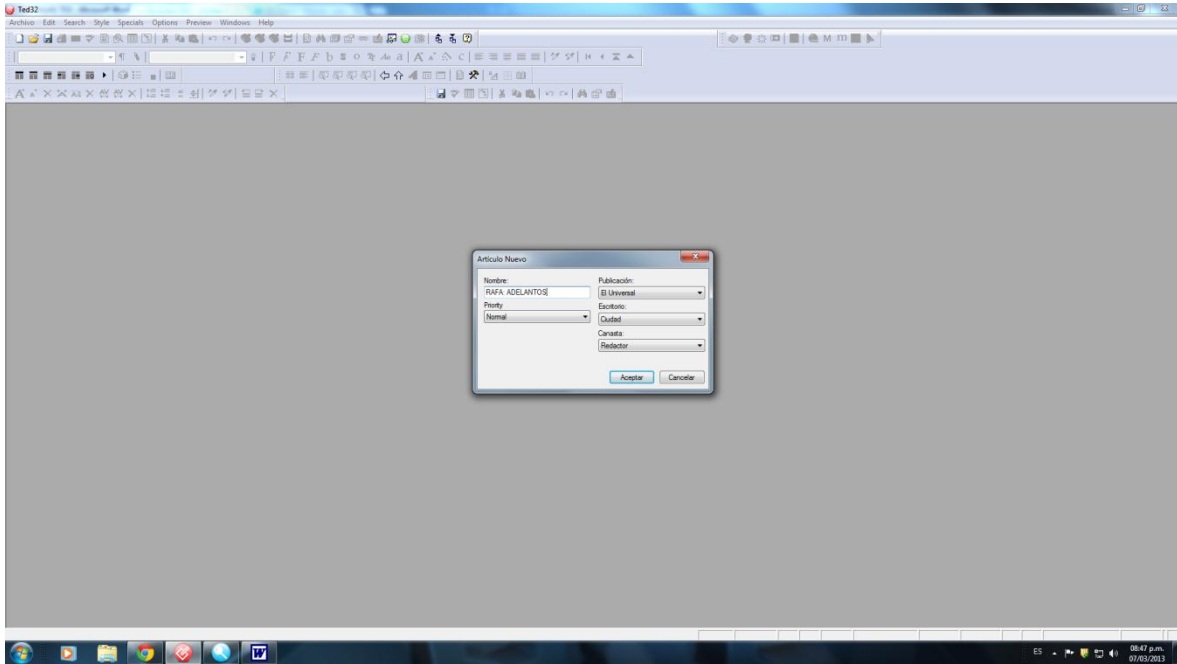 Ted32
Archivo Edit Search Style Specials Options Preview Windows Help
Artículo Nuevo
Nombre: Publicación:
RAFA: ADELANTOS El Universal
Priority Escritorio:
Normal Ciudad
Canasta:
Redactor
Aceptar Cancelar
ES 08:47 p.m.
07/03/2013